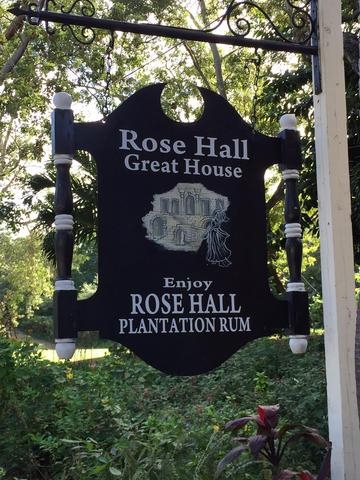 Rose Hall
Great House
Enjoy
ROSE HALL
PLANTATION RUM